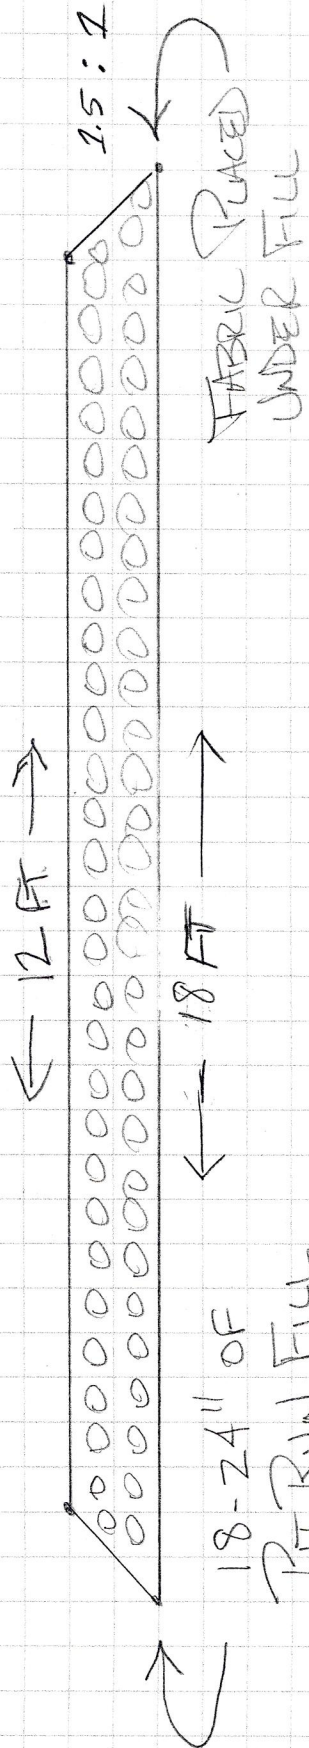 12 FT
1.5 : 1
18 FT
18-24" OF
PIT RUN FILL
FABRIC PLACED
UNDER FILL